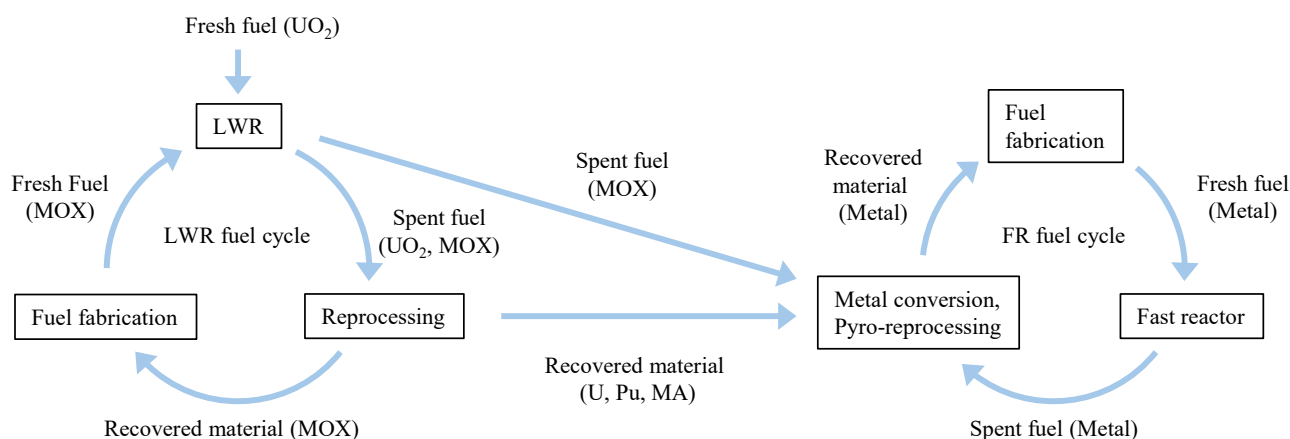 Fresh fuel (UO₂)
LWR
Fresh Fuel
(MOX)
LWR fuel cycle
Spent fuel
(UO₂, MOX)
Fuel fabrication
Reprocessing
Recovered material (MOX)
Spent fuel
(MOX)
Recovered material
(U, Pu, MA)
Fuel
fabrication
Recovered
material
(Metal)
Fresh fuel
(Metal)
FR fuel cycle
Metal conversion,
Pyro-reprocessing
Fast reactor
Spent fuel (Metal)